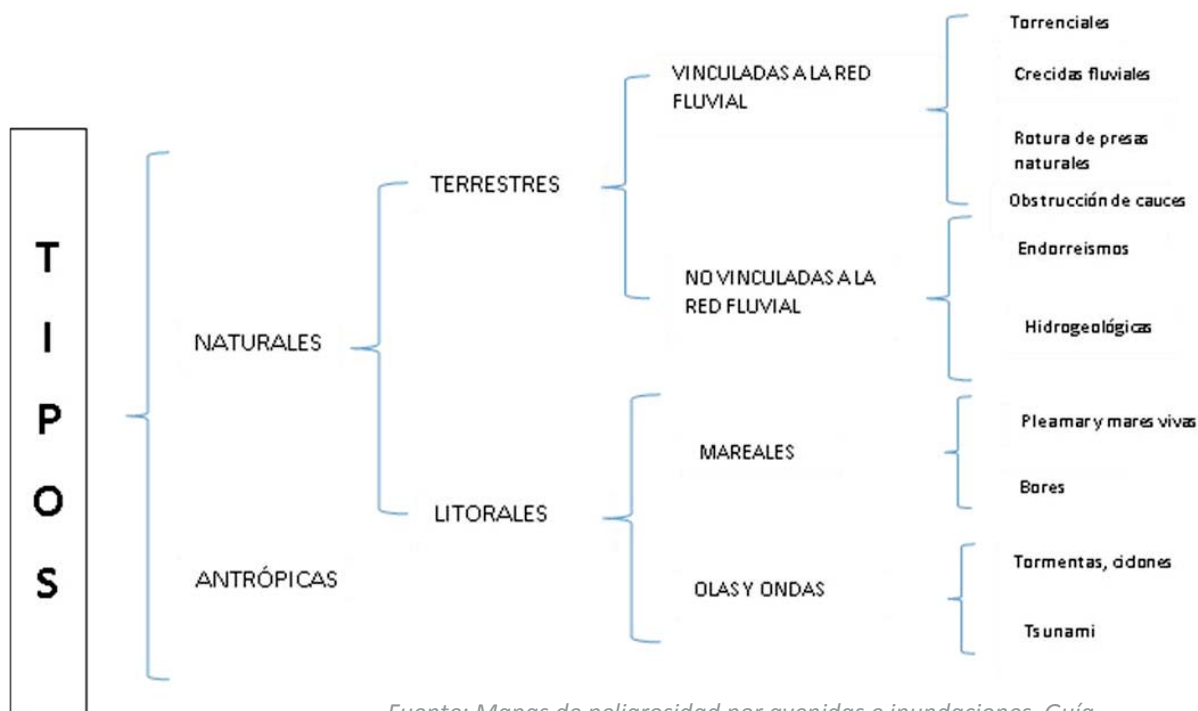 TIPOS
NATURALES
ANTRÓPICAS
TERRESTRES
LITORALES
VINCULADAS A LA RED
FLUVIAL
NO VINCULADAS A LA
RED FLUVIAL
MAREALES
OLAS Y ONDAS
Torrenciales
Crecidas fluviales
Rotura de presas
naturales
Obstrucción de cauces
Endorreismos
Hidrogeológicas
Pleamar y mares vivas
Bores
Tormentas, ciclones
Tsunami
Fuente: Mapas de peligrosidad por avenidas e inundaciones. Guía